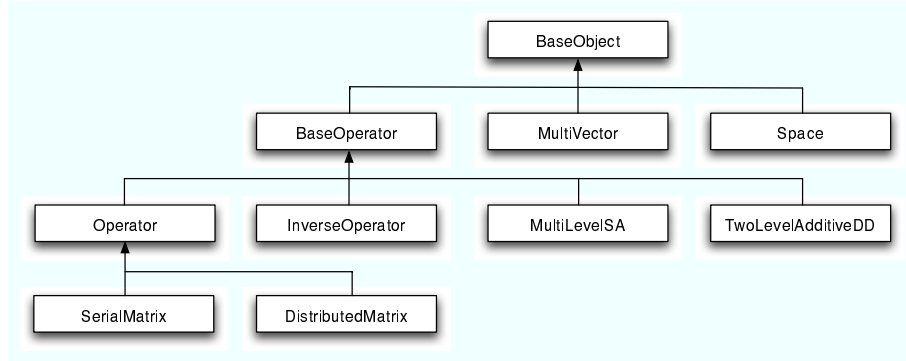 BaseObject
BaseOperator
MultiVector
Space
Operator
InverseOperator
MultiLevelSA
TwoLevelAdditiveDD
SerialMatrix
DistributedMatrix